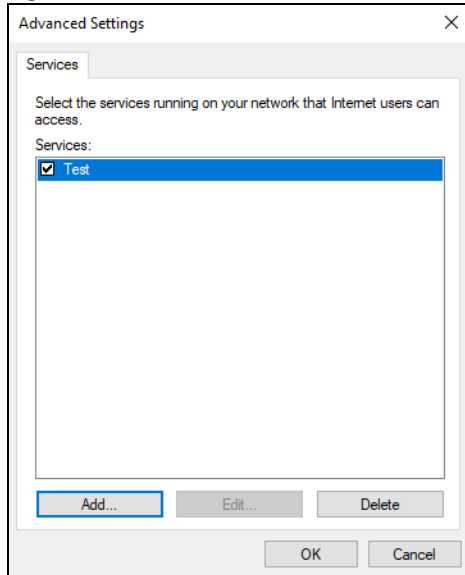 Advanced Settings
Services
Select the services running on your network that Internet users can
access.
Services:
Test
Add...
Edit...
Delete
OK
Cancel